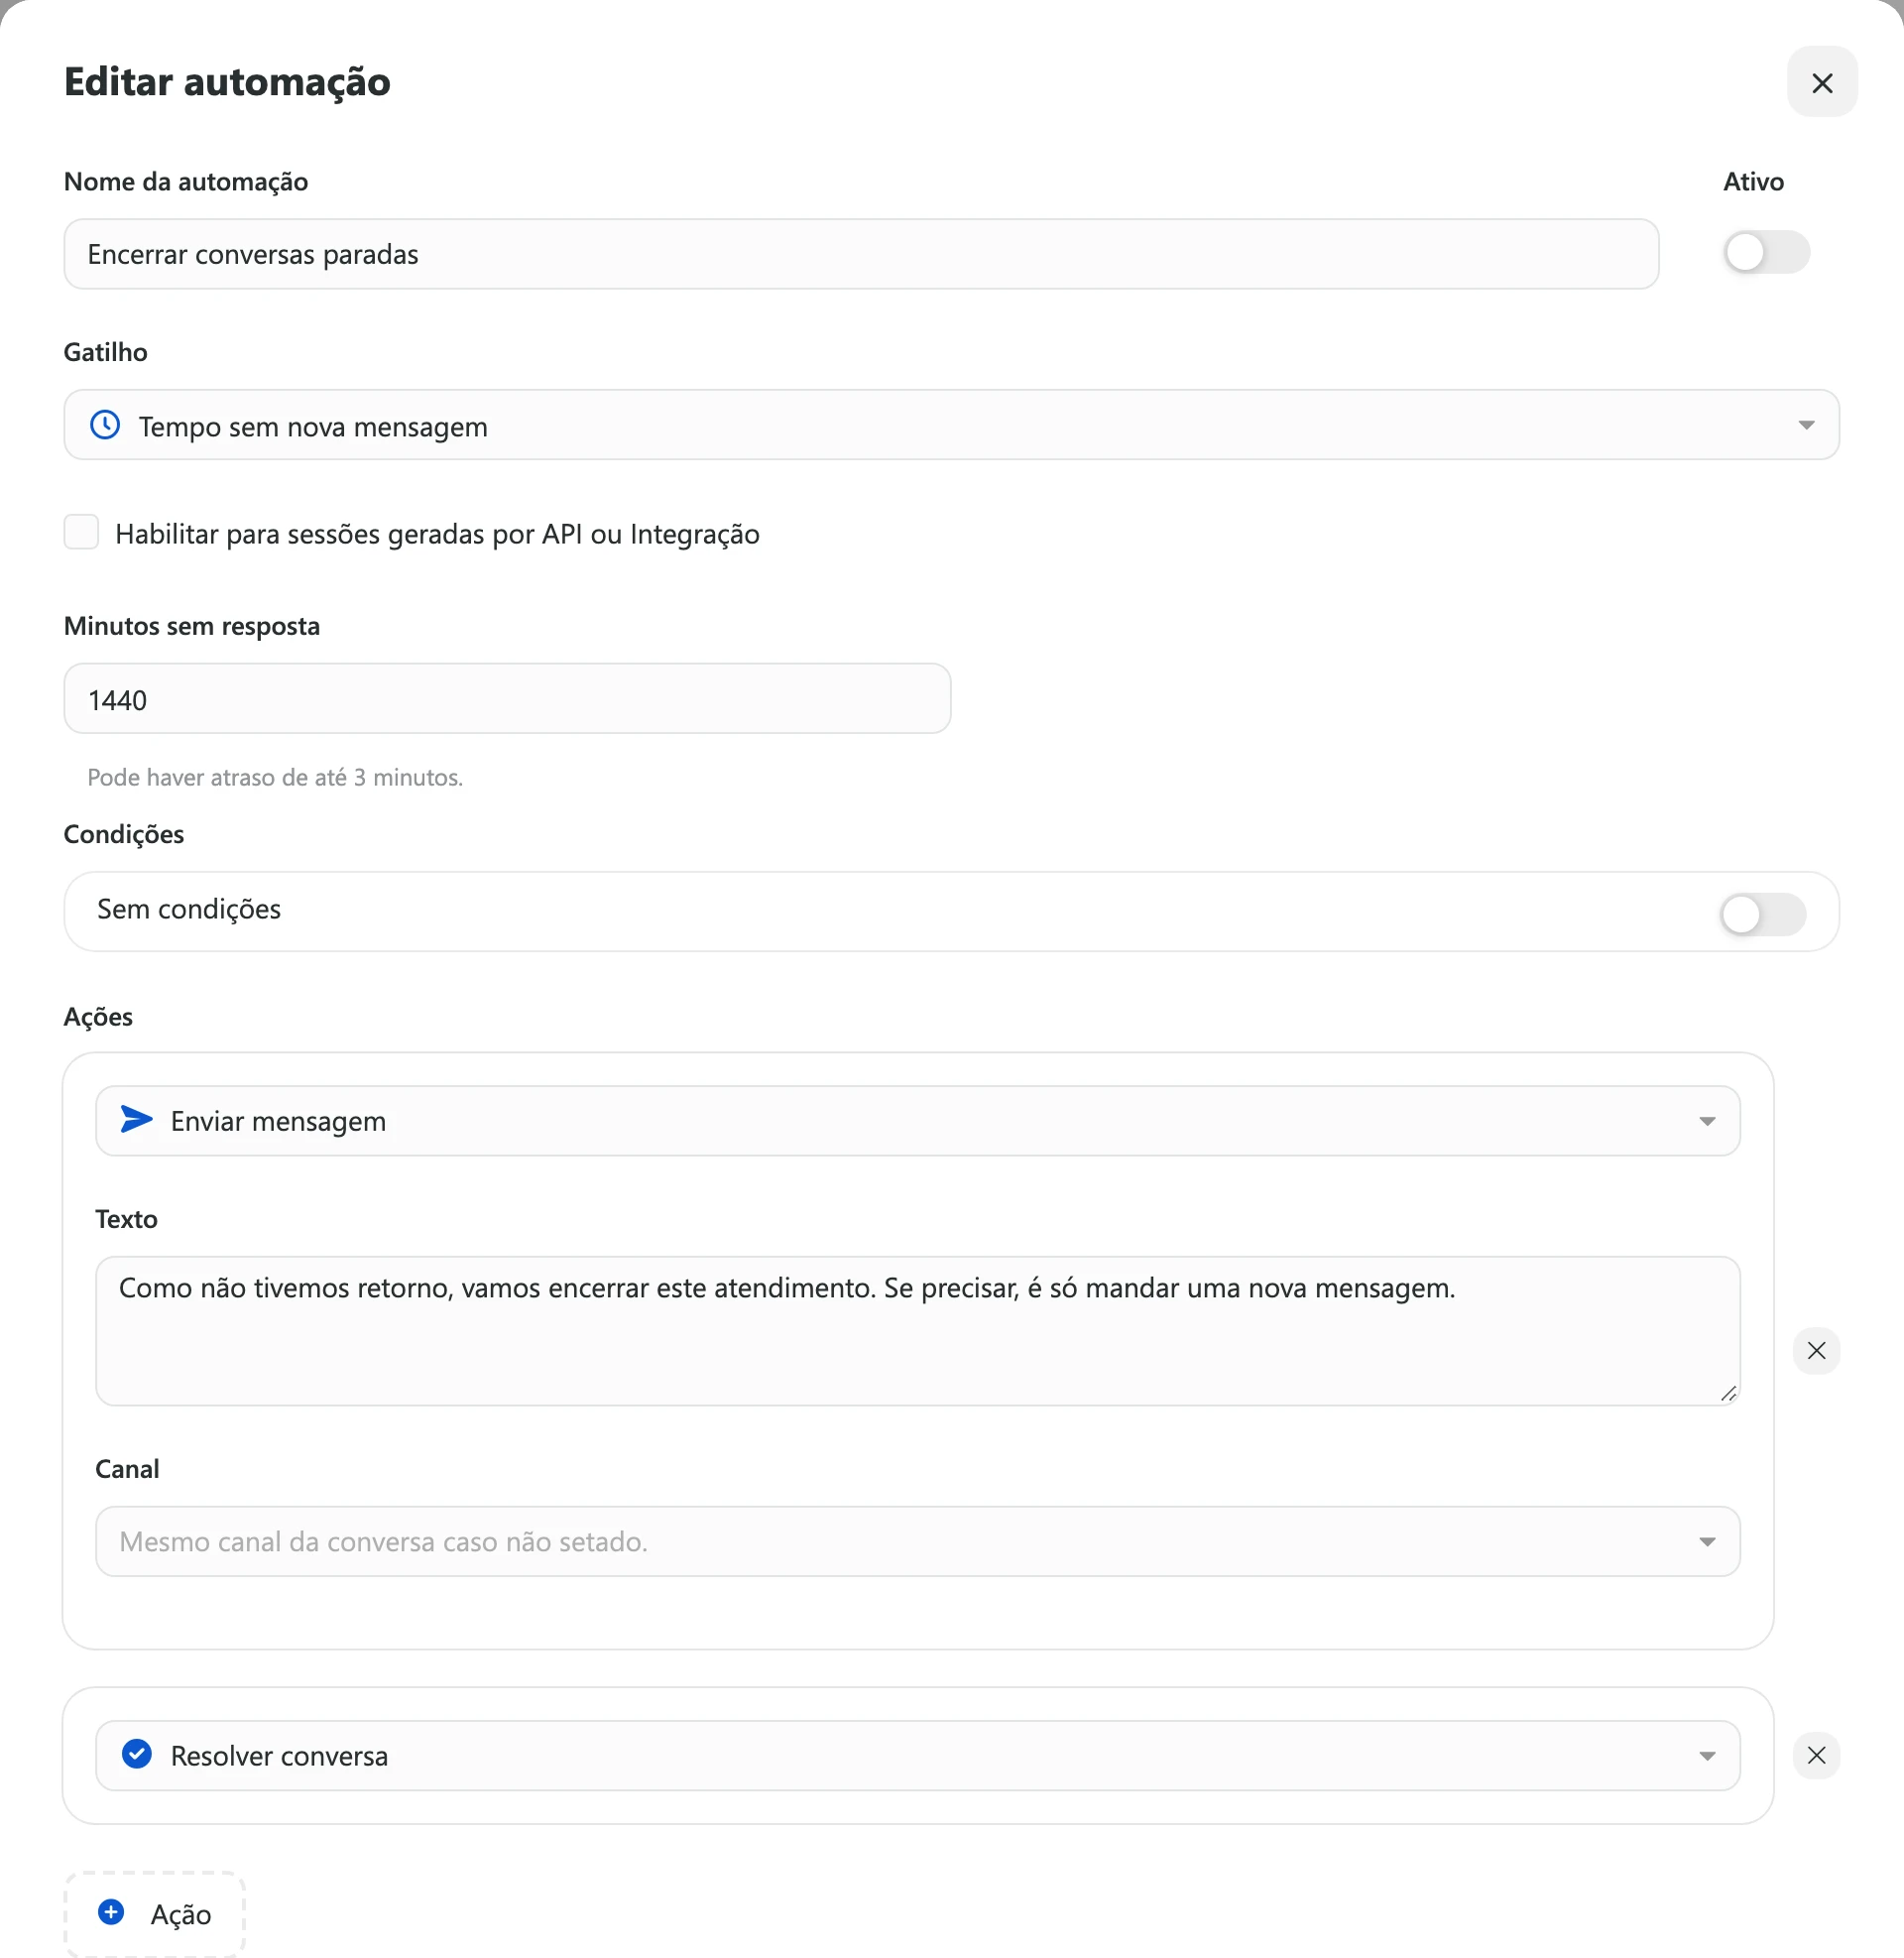 Editar automação
Nome da automação
Ativo
Encerrar conversas paradas
Gatilho
Tempo sem nova mensagem
Habilitar para sessões geradas por API ou Integração
Minutos sem resposta
1440
Pode haver atraso de até 3 minutos.
Condições
Sem condições
Ações
Enviar mensagem
Texto
Como não tivemos retorno, vamos encerrar este atendimento. Se precisar, é só mandar uma nova mensagem.
Canal
Mesmo canal da conversa caso não setado.
Resolver conversa
Ação